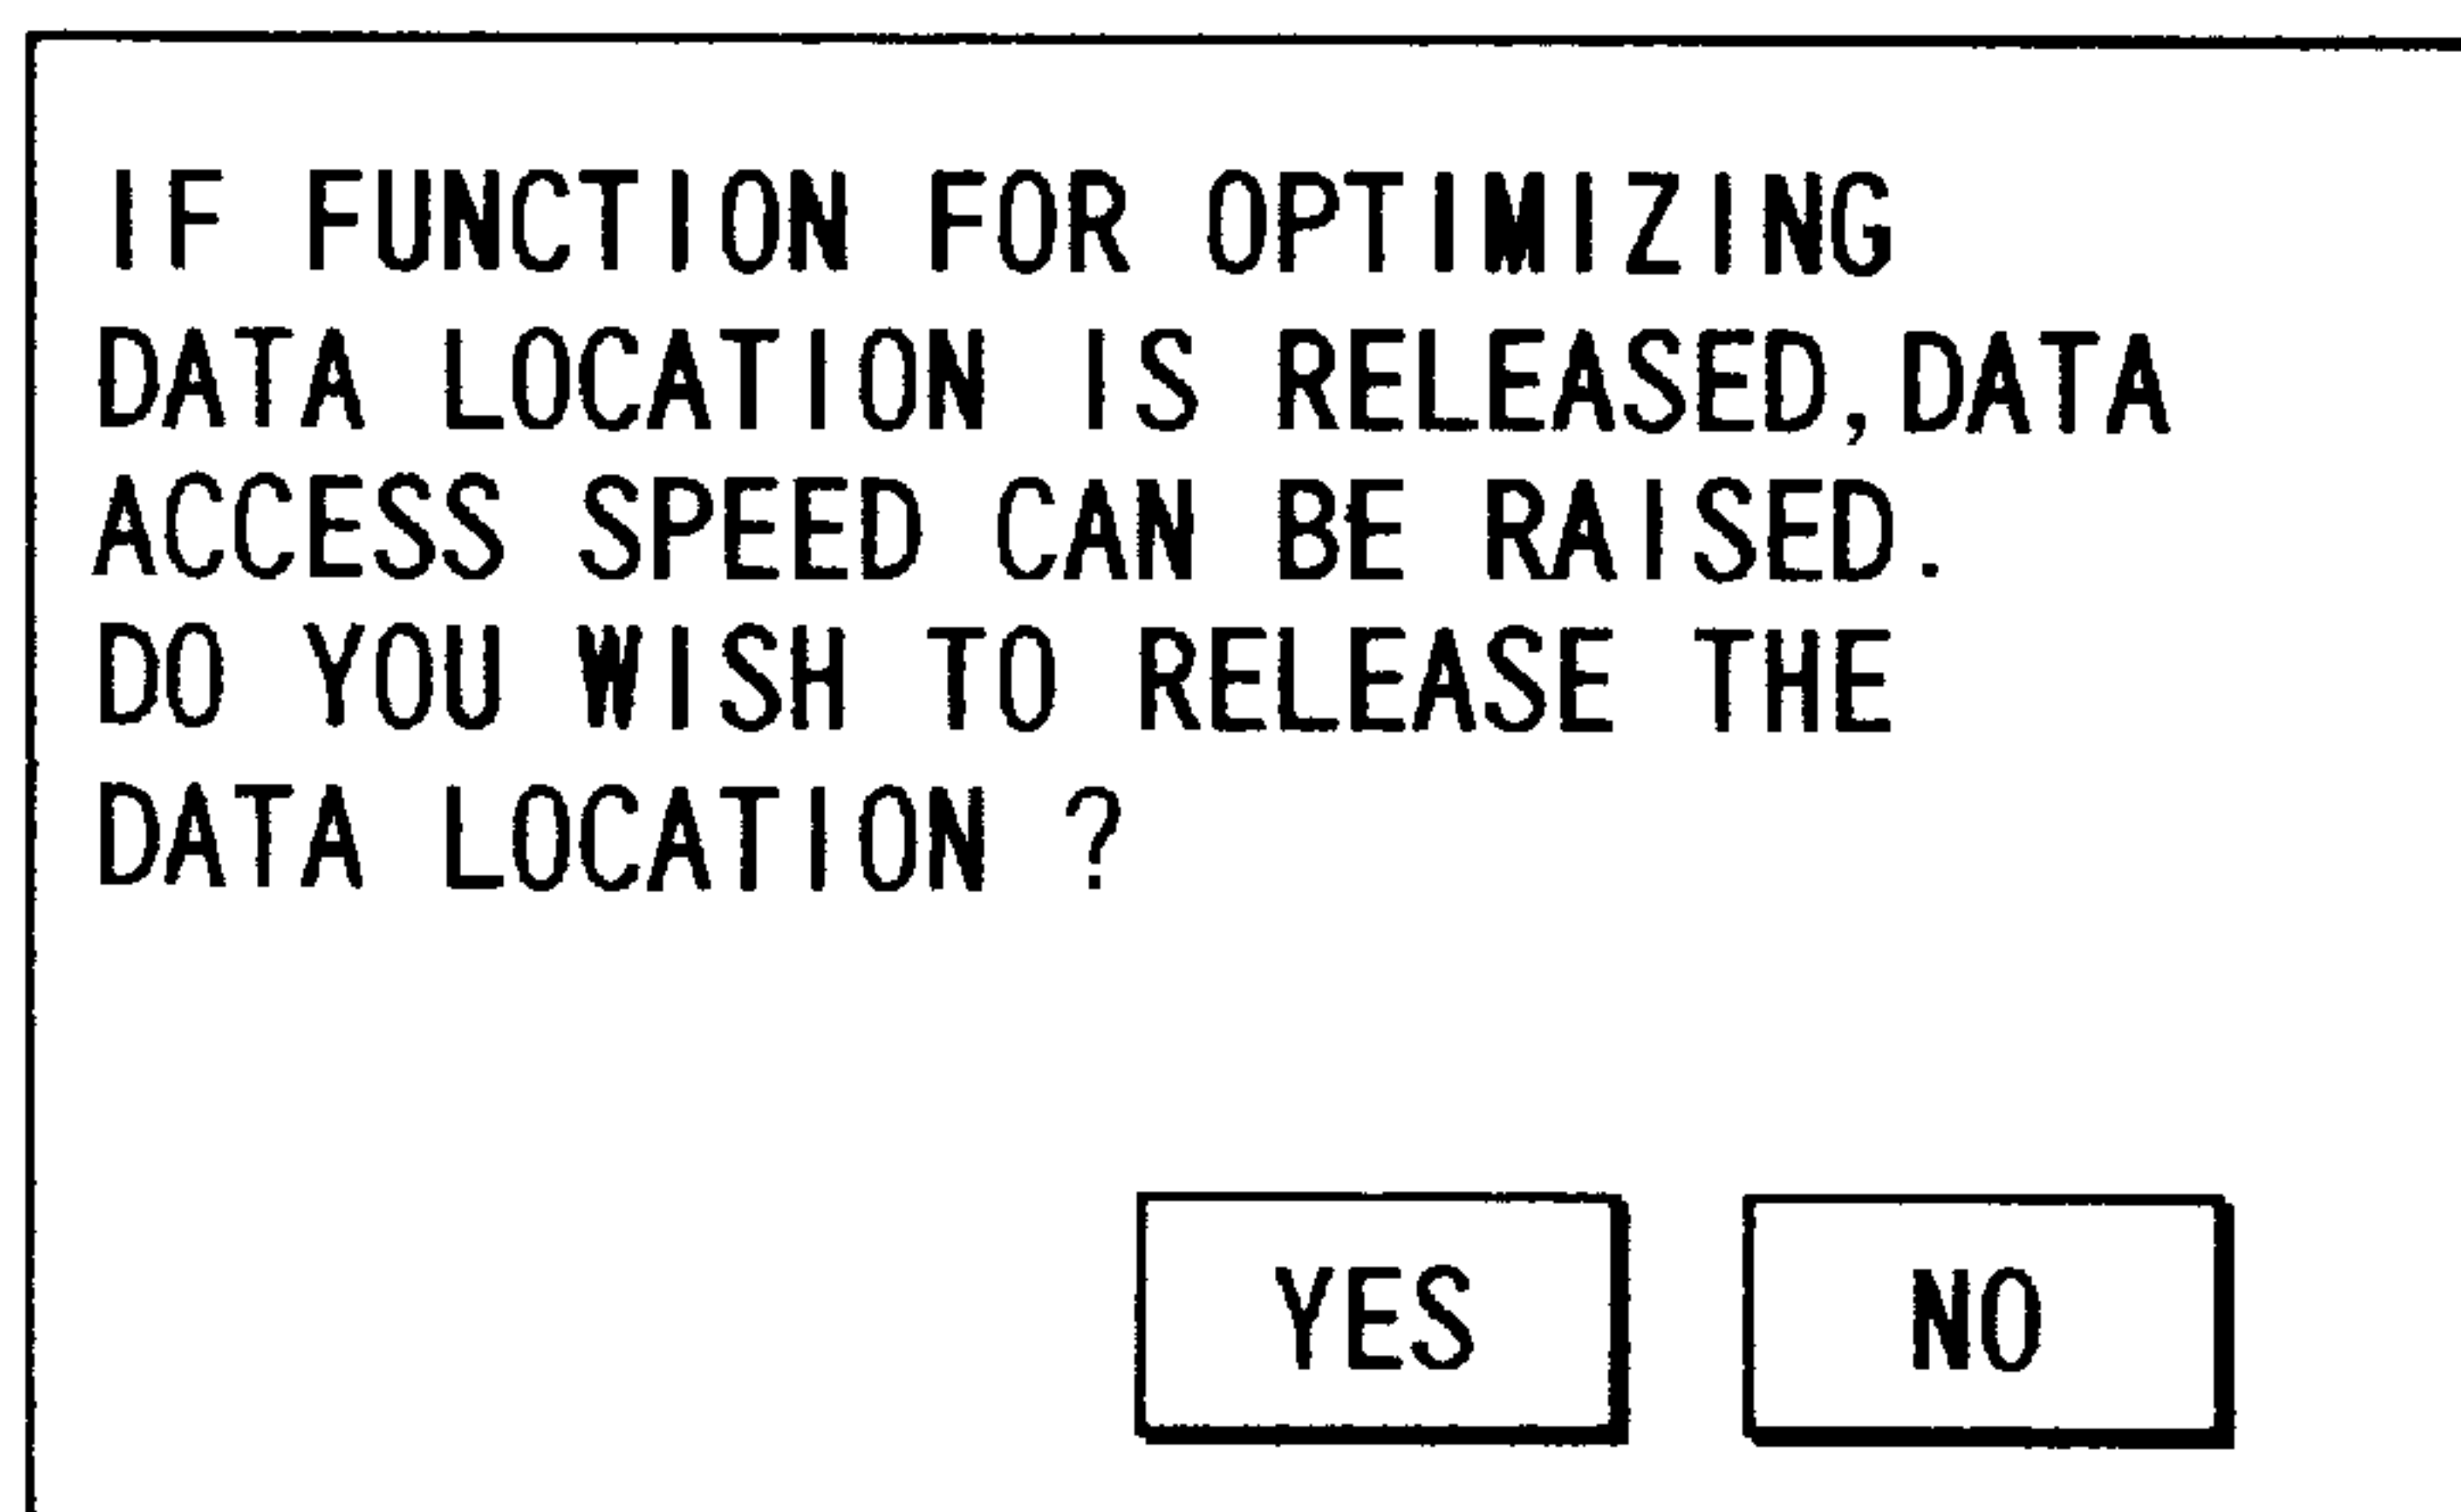 IF FUNCTION FOR OPTIMIZING
DATA LOCATION IS RELEASED,DATA
ACCESS SPEED CAN BE RAISED.
DO YOU WISH TO RELEASE THE
DATA LOCATION ?
YES NO